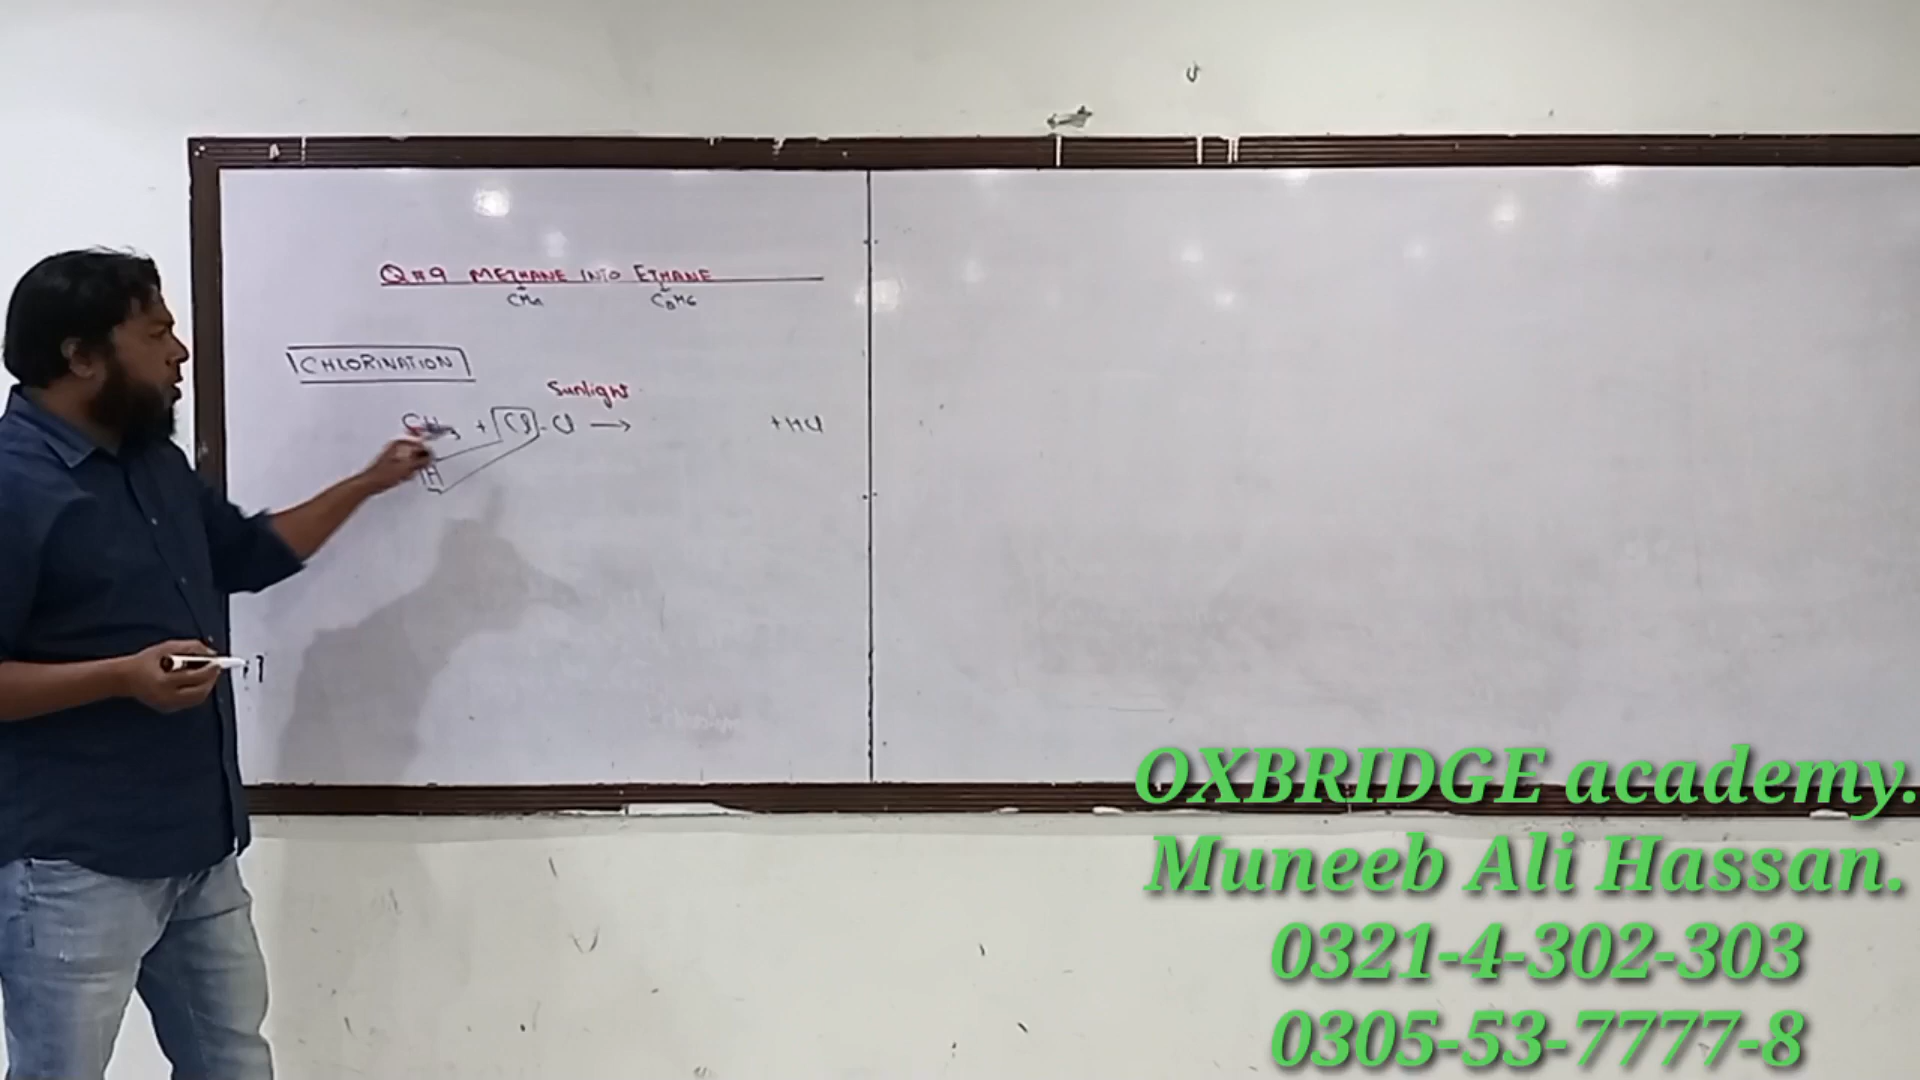 Q#9 METHANE INTO ETHANE
CH4 C2H6
CHLORINATION
Sunlight
CH3 + Cl - Cl → + HCl
H
OXBRIDGE academy.
Muneeb Ali Hassan.
0321-4-302-303
0305-53-7777-8